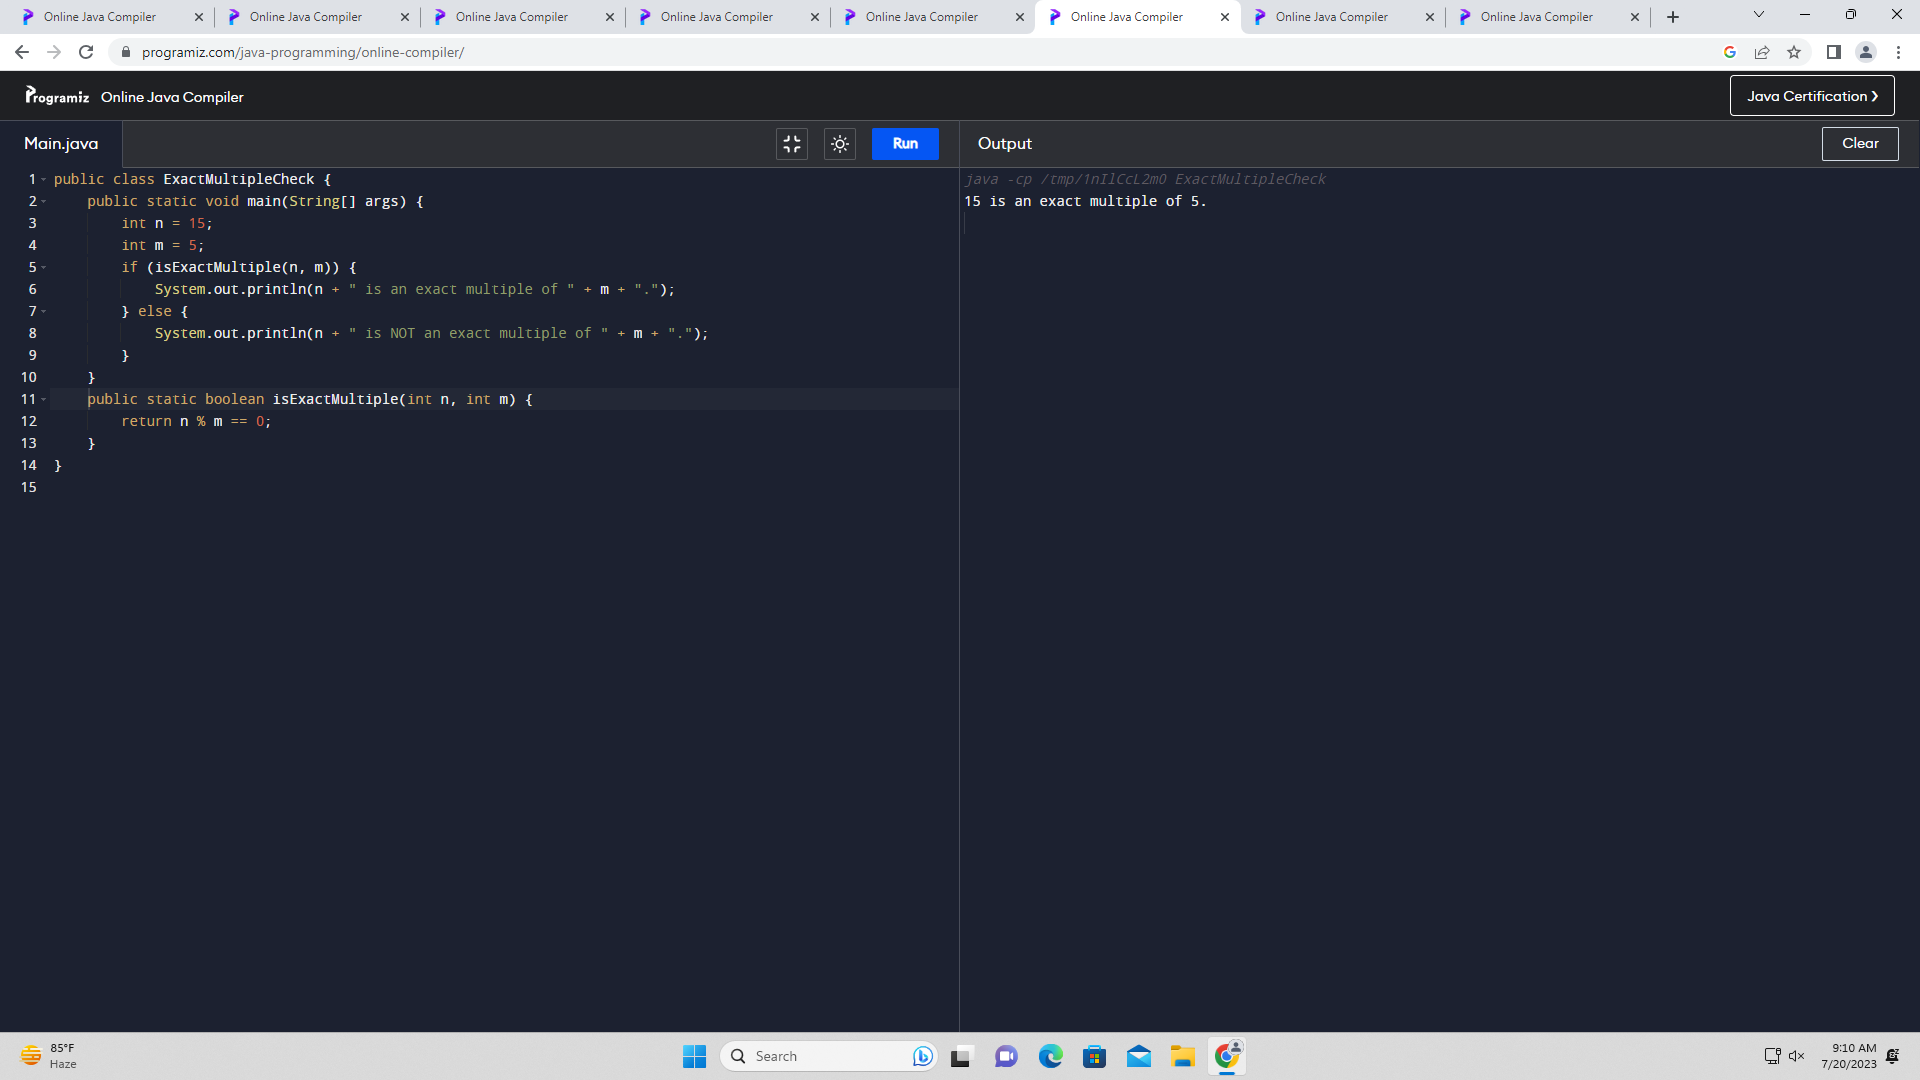 Online Java Compiler Online Java Compiler Online Java Compiler Online Java Compiler Online Java Compiler Online Java Compiler Online Java Compiler Online Java Compiler
programiz.com/java-programming/online-compiler/
Programiz Online Java Compiler Java Certification ›
Main.java Run Output Clear
1 public class ExactMultipleCheck {
2     public static void main(String[] args) {
3         int n = 15;
4         int m = 5;
5         if (isExactMultiple(n, m)) {
6             System.out.println(n + " is an exact multiple of " + m + ".");
7         } else {
8             System.out.println(n + " is NOT an exact multiple of " + m + ".");
9         }
10     }
11     public static boolean isExactMultiple(int n, int m) {
12         return n % m == 0;
13     }
14 }
15
java -cp /tmp/1nIlCcL2mO ExactMultipleCheck
15 is an exact multiple of 5.
85°F
Haze
Search
9:10 AM
7/20/2023